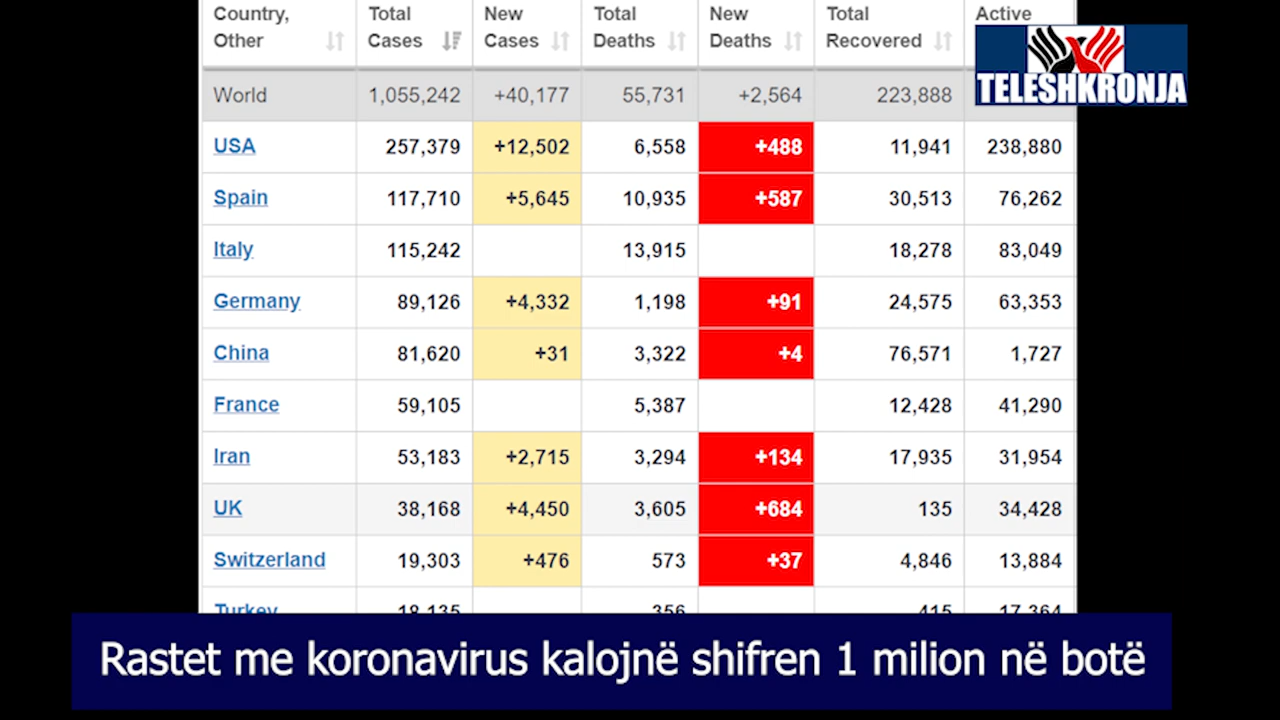 Country, Other Total Cases New Cases Total Deaths New Deaths Total Recovered Active
TELESHKRONJA
World 1,055,242 +40,177 55,731 +2,564 223,888
USA 257,379 +12,502 6,558 +488 11,941 238,880
Spain 117,710 +5,645 10,935 +587 30,513 76,262
Italy 115,242 13,915 18,278 83,049
Germany 89,126 +4,332 1,198 +91 24,575 63,353
China 81,620 +31 3,322 +4 76,571 1,727
France 59,105 5,387 12,428 41,290
Iran 53,183 +2,715 3,294 +134 17,935 31,954
UK 38,168 +4,450 3,605 +684 135 34,428
Switzerland 19,303 +476 573 +37 4,846 13,884
Turkey 18,135 356 415 17,364
Rastet me koronavirus kalojnë shifren 1 milion në botë